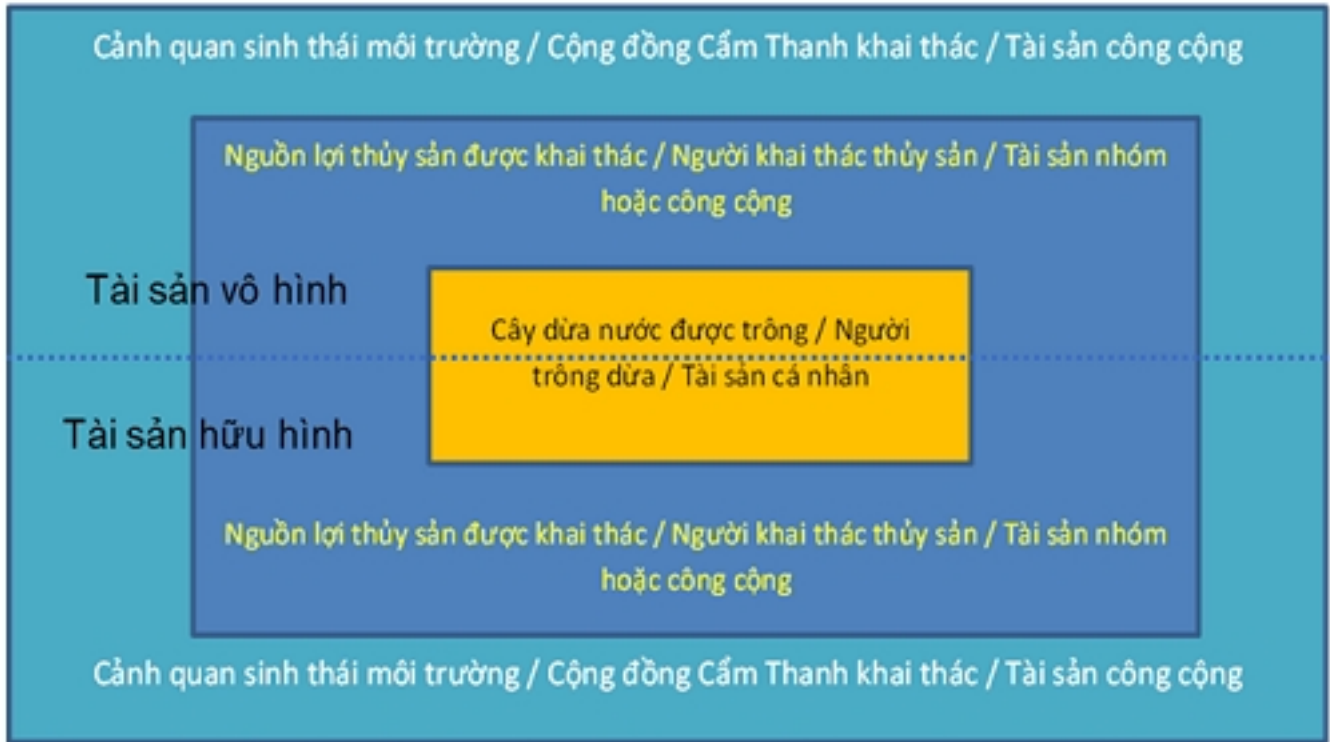 Cảnh quan sinh thái môi trường / Cộng đồng Cẩm Thanh khai thác / Tài sản công cộng
Nguồn lợi thủy sản được khai thác / Người khai thác thủy sản / Tài sản nhóm
hoặc công cộng
Tài sản vô hình
Cây dừa nước được trông / Người
trông dừa / Tài sản cá nhân
Tài sản hữu hình
Nguồn lợi thủy sản được khai thác / Người khai thác thủy sản / Tài sản nhóm
hoặc công cộng
Cảnh quan sinh thái môi trường / Cộng đồng Cẩm Thanh khai thác / Tài sản công cộng